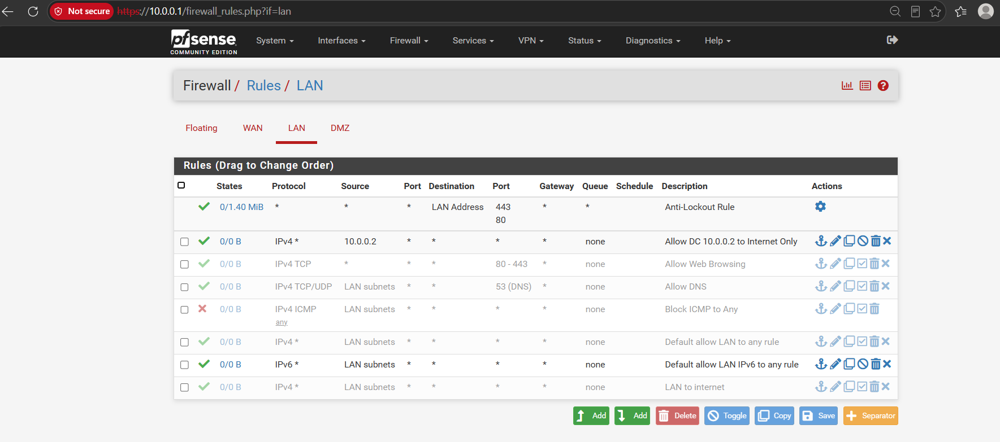 Not secure https://10.0.0.1/firewall_rules.php?if=lan
pfsense System Interfaces Firewall Services VPN Status Diagnostics Help
COMMUNITY EDITION
Firewall / Rules / LAN
Floating WAN LAN DMZ
Rules (Drag to Change Order)
States Protocol Source Port Destination Port Gateway Queue Schedule Description Actions
0/1.40 MiB * * * LAN Address 443 * * Anti-Lockout Rule
80
0/0 B IPv4 * 10.0.0.2 * * * * none Allow DC 10.0.0.2 to Internet Only
0/0 B IPv4 TCP * * * 80 - 443 * none Allow Web Browsing
0/0 B IPv4 TCP/UDP LAN subnets * * 53 (DNS) * none Allow DNS
0/0 B IPv4 ICMP LAN subnets * * * * none Block ICMP to Any
any
0/0 B IPv4 * LAN subnets * * * * none Default allow LAN to any rule
0/0 B IPv6 * LAN subnets * * * * none Default allow LAN IPv6 to any rule
0/0 B IPv4 * LAN subnets * * * * none LAN to internet
Add Add Delete Toggle Copy Save Separator